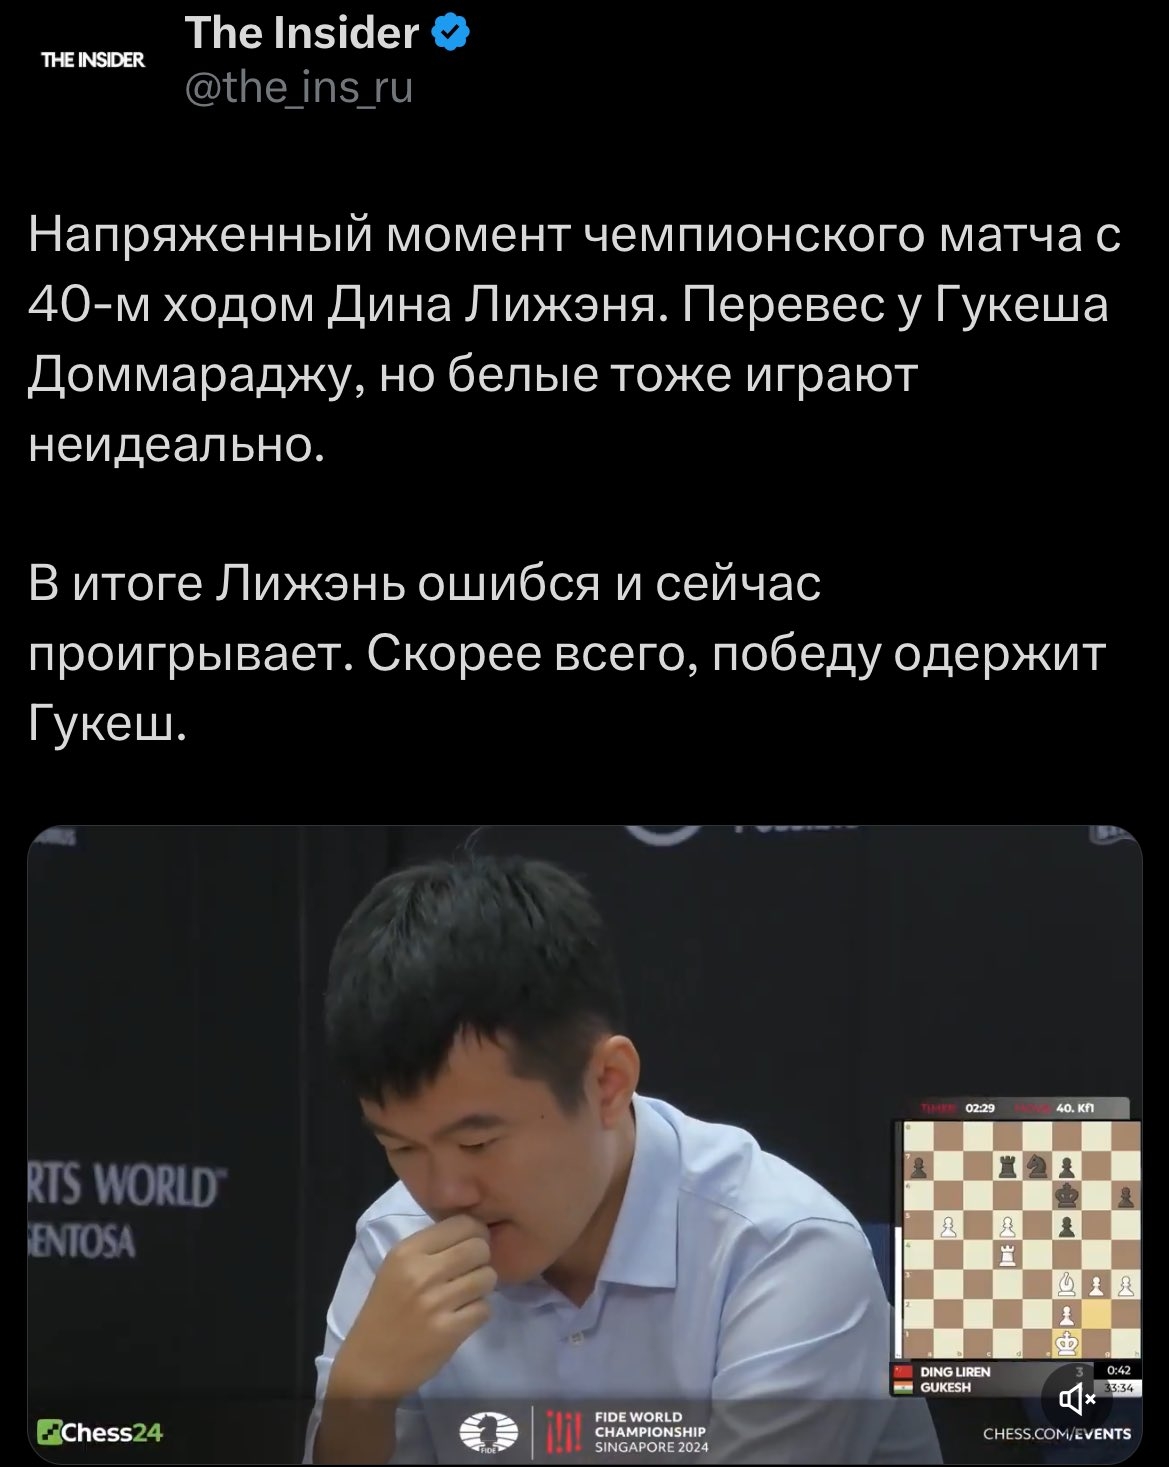 THE INSIDER
The Insider
@the_ins_ru
Напряженный момент чемпионского матча с
40-м ходом Дина Лижэня. Перевес у Гукеша
Доммараджу, но белые тоже играют
неидеально.
В итоге Лижэнь ошибся и сейчас
проигрывает. Скорее всего, победу одержит
Гукеш.
RTS WORLD
ENTOSA
02:29 40. Kf1
DING LIREN 3 0:42
GUKESH 33:34
Chess24
FIDE
FIDE WORLD
CHAMPIONSHIP
SINGAPORE 2024
CHESS.COM/EVENTS